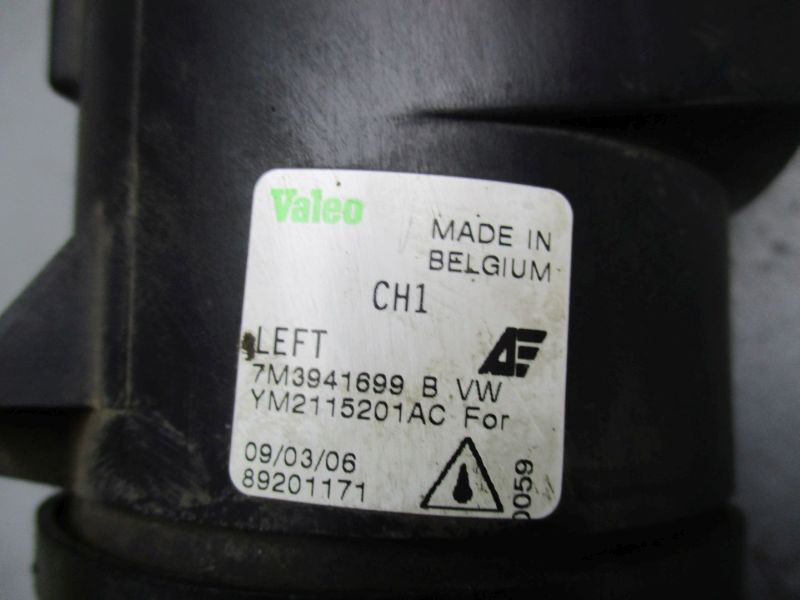 Valeo
MADE IN
BELGIUM
CH1
LEFT
7M3941699 B VW
YM2115201AC For
09/03/06
89201171
0059